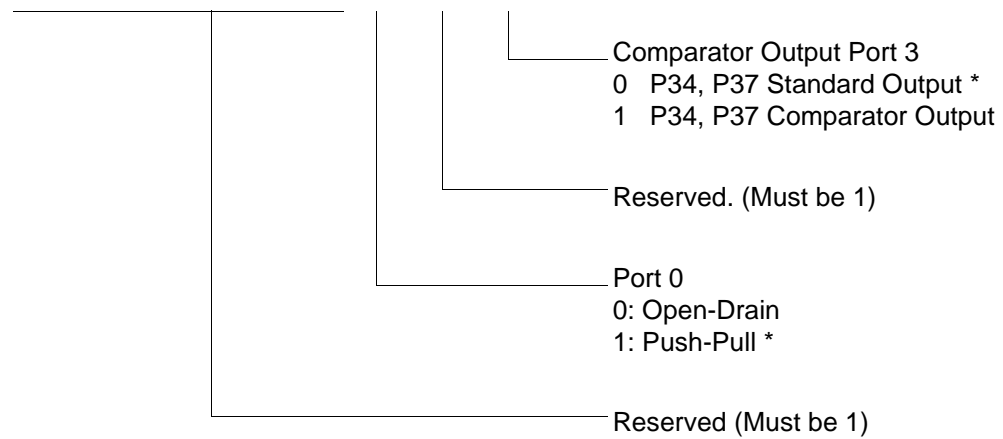 Comparator Output Port 3
0 P34, P37 Standard Output *
1 P34, P37 Comparator Output
Reserved. (Must be 1)
Port 0
0: Open-Drain
1: Push-Pull *
Reserved (Must be 1)